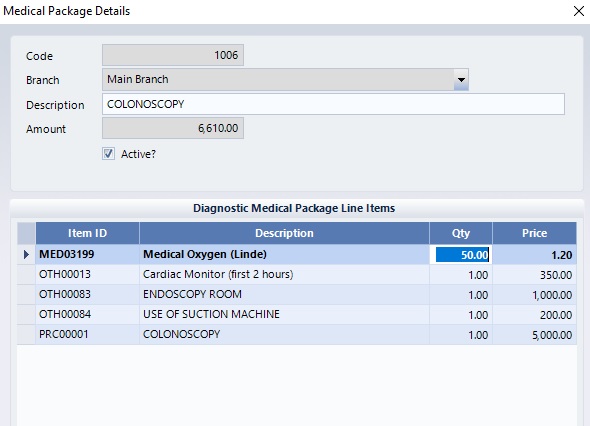 Medical Package Details
Code 1006
Branch Main Branch
Description COLONOSCOPY
Amount 6,610.00
Active?
Diagnostic Medical Package Line Items
Item ID Description Qty Price
MED03199 Medical Oxygen (Linde) 50.00 1.20
OTH00013 Cardiac Monitor (first 2 hours) 1.00 350.00
OTH00083 ENDOSCOPY ROOM 1.00 1,000.00
OTH00084 USE OF SUCTION MACHINE 1.00 200.00
PRC00001 COLONOSCOPY 1.00 5,000.00